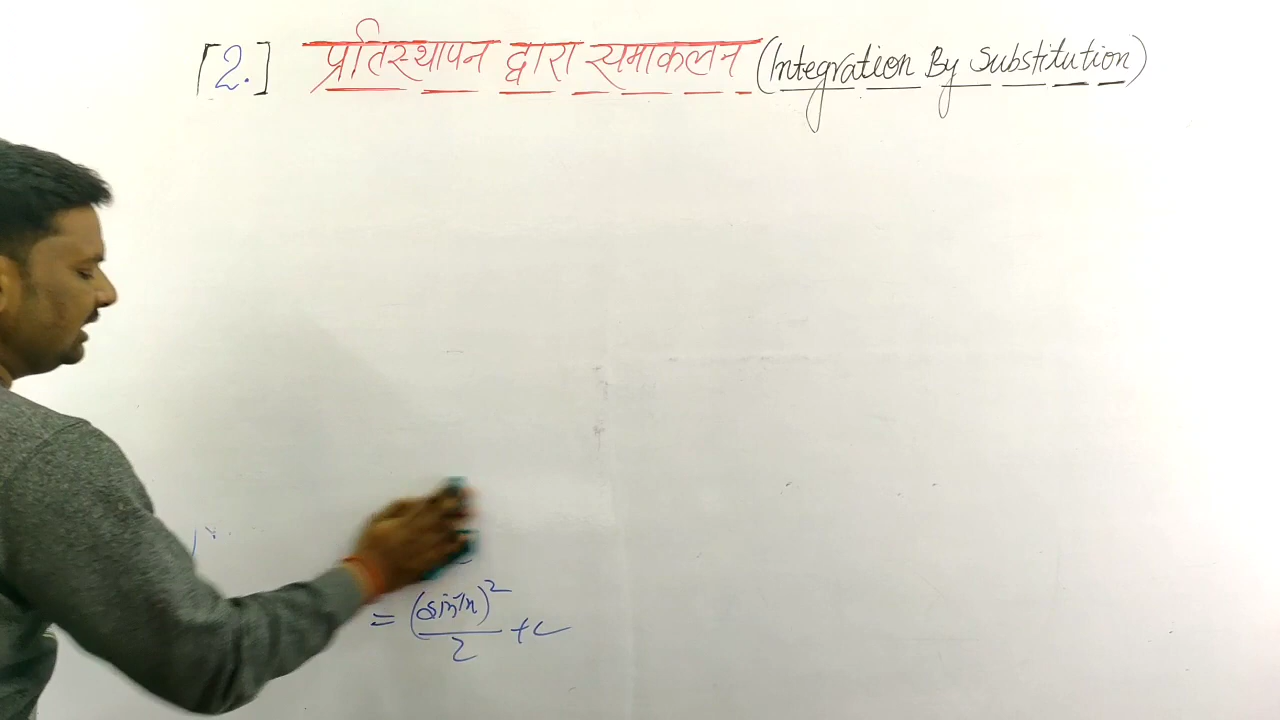 [2.] प्रतिस्थापन द्वारा समाकलन (Integration By Substitution)
= (sin⁻¹x)² / 2 + c